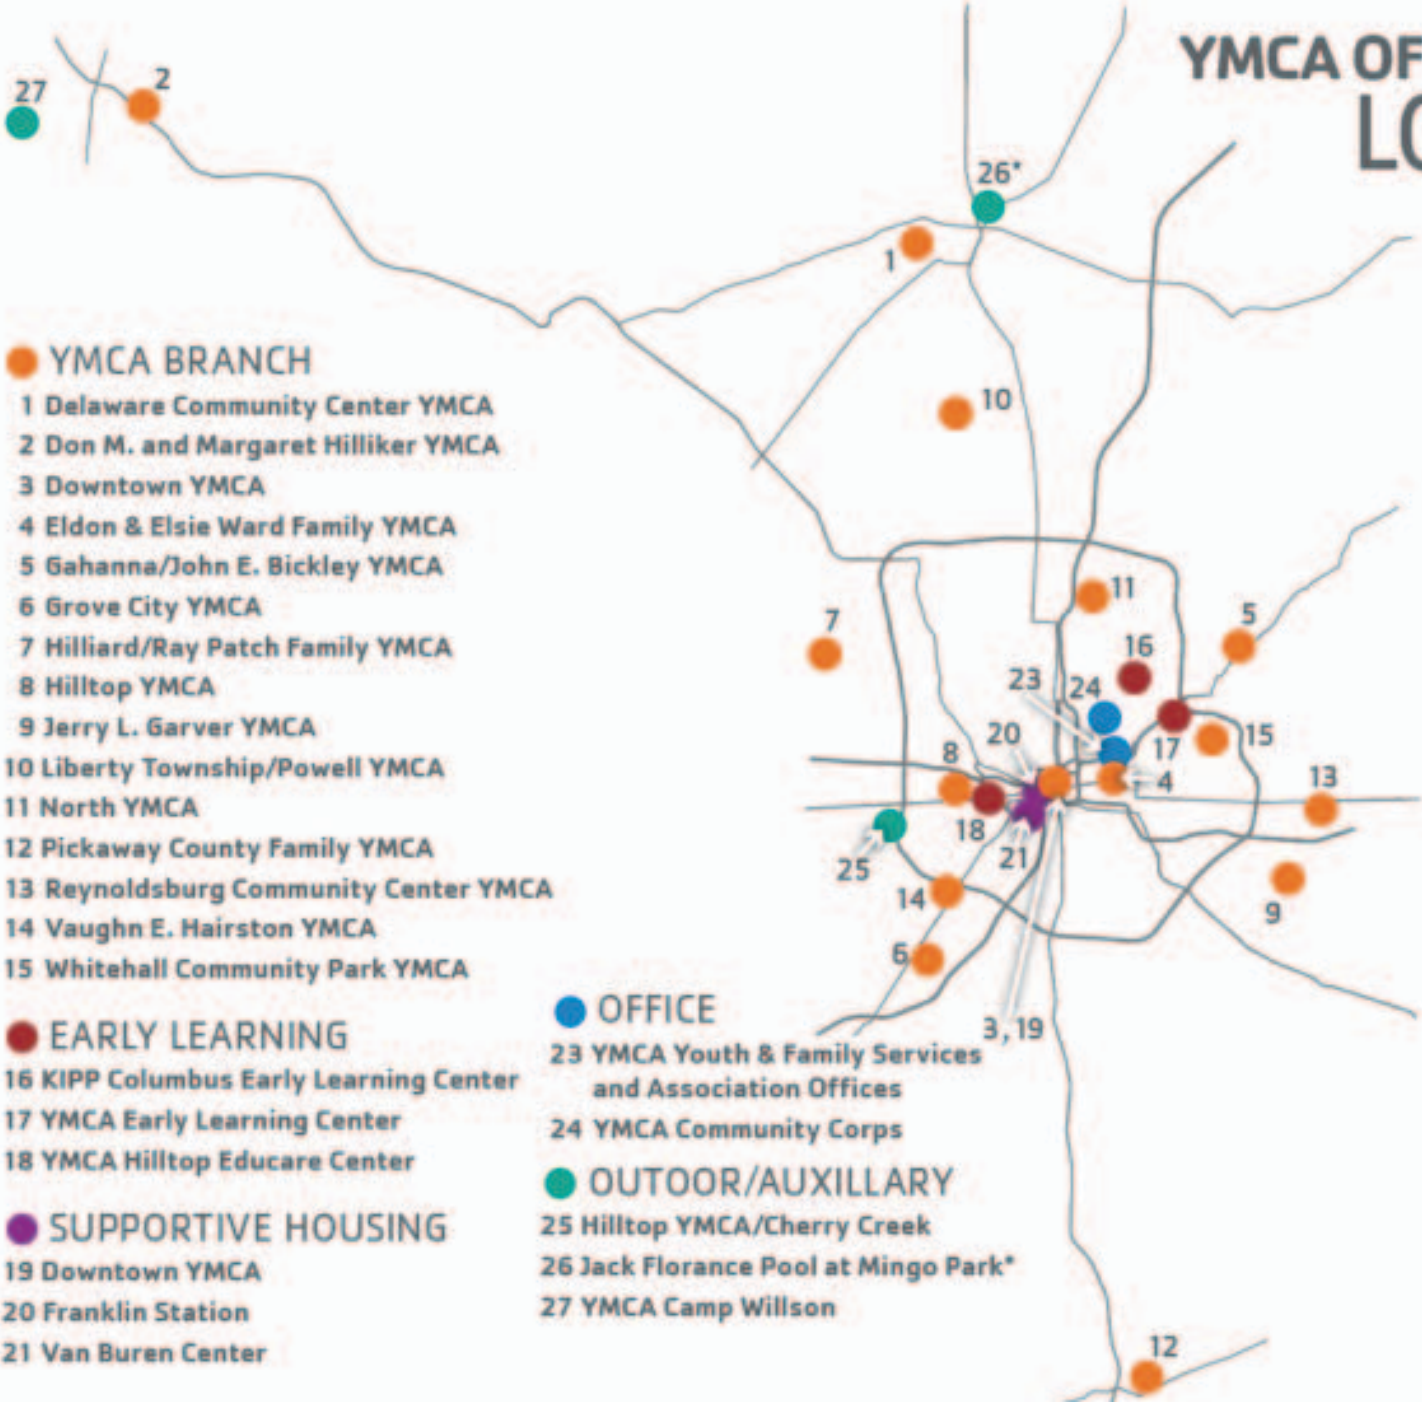 YMCA OF
LO
27
2
26*
1
10
11
5
7
16
23
24
20
17
15
8
4
13
18
25
21
14
9
6
3, 19
12
YMCA BRANCH
1 Delaware Community Center YMCA
2 Don M. and Margaret Hilliker YMCA
3 Downtown YMCA
4 Eldon & Elsie Ward Family YMCA
5 Gahanna/John E. Bickley YMCA
6 Grove City YMCA
7 Hilliard/Ray Patch Family YMCA
8 Hilltop YMCA
9 Jerry L. Garver YMCA
10 Liberty Township/Powell YMCA
11 North YMCA
12 Pickaway County Family YMCA
13 Reynoldsburg Community Center YMCA
14 Vaughn E. Hairston YMCA
15 Whitehall Community Park YMCA
EARLY LEARNING
16 KIPP Columbus Early Learning Center
17 YMCA Early Learning Center
18 YMCA Hilltop Educare Center
SUPPORTIVE HOUSING
19 Downtown YMCA
20 Franklin Station
21 Van Buren Center
OFFICE
23 YMCA Youth & Family Services
and Association Offices
24 YMCA Community Corps
OUTOOR/AUXILLARY
25 Hilltop YMCA/Cherry Creek
26 Jack Florance Pool at Mingo Park*
27 YMCA Camp Willson